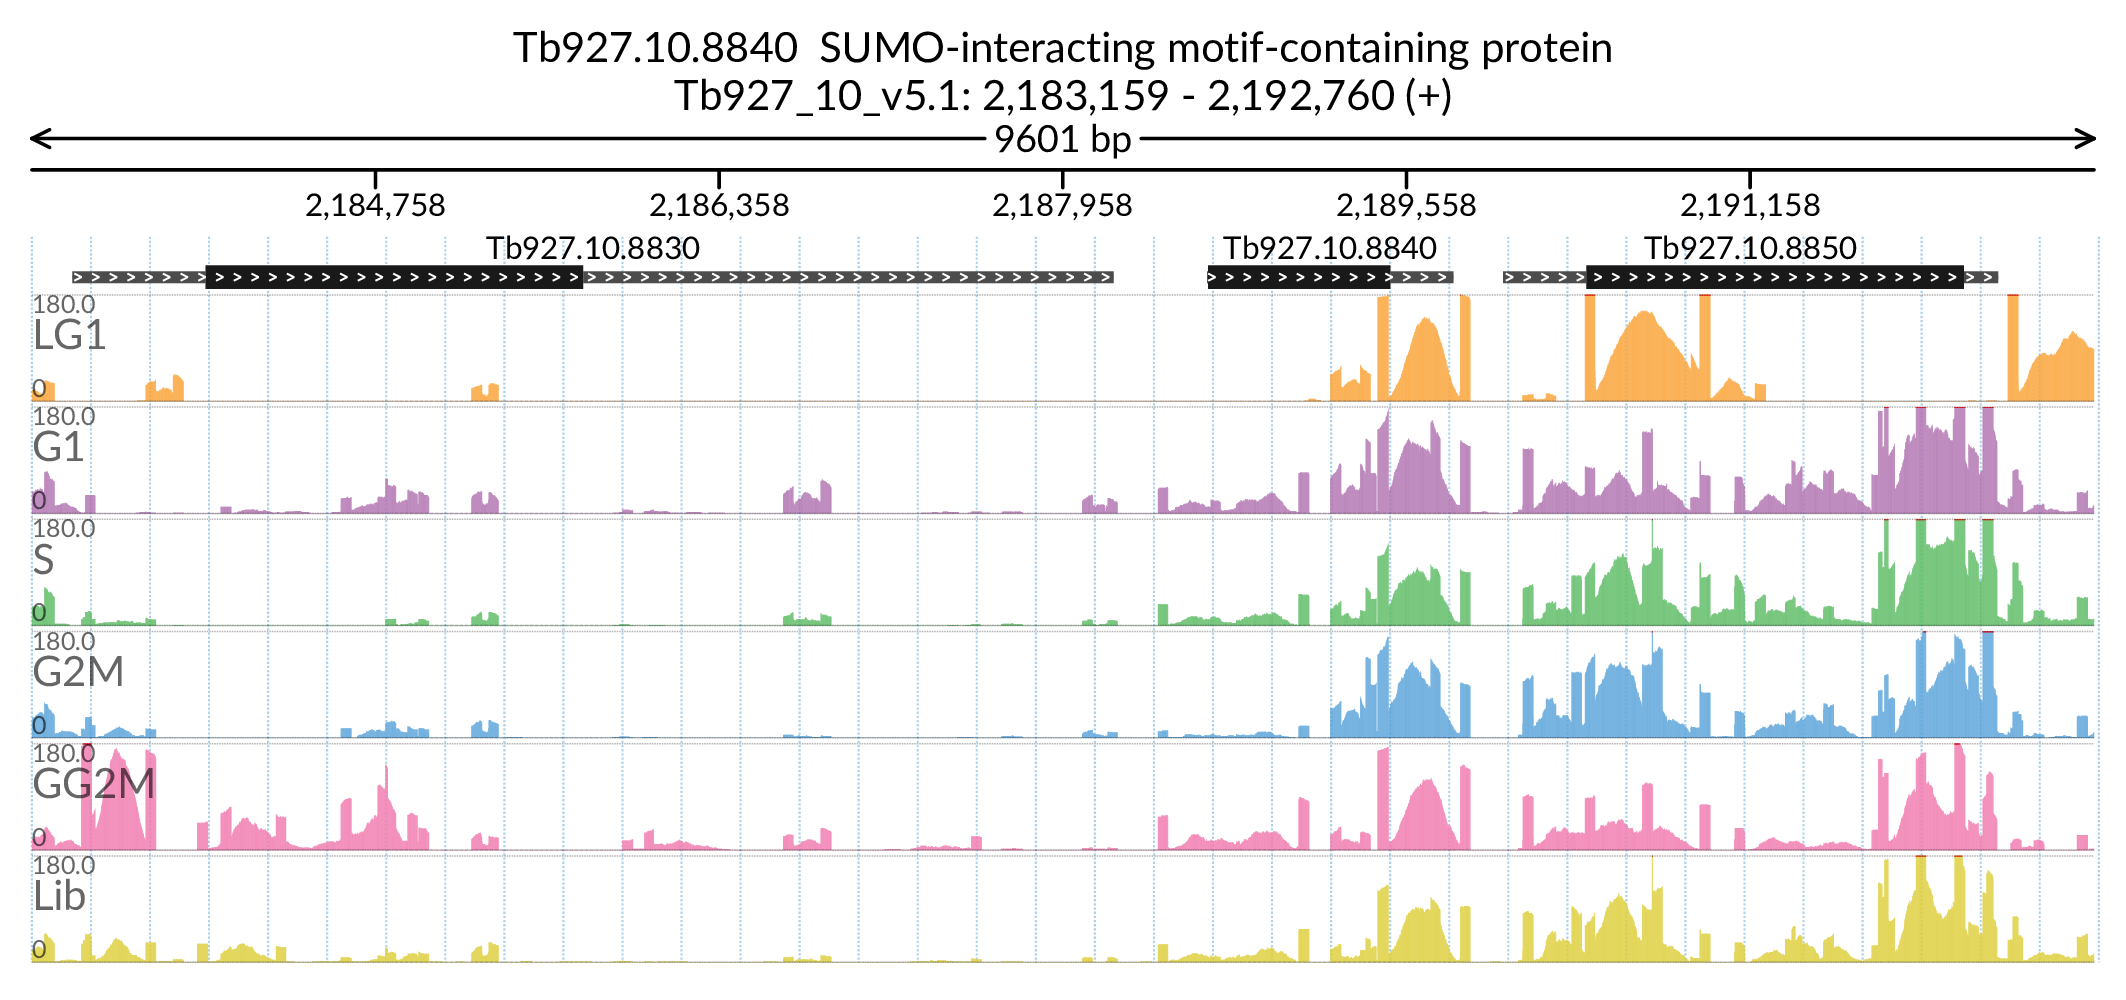 Tb927.10.8840 SUMO-interacting motif-containing protein
Tb927_10_v5.1: 2,183,159 - 2,192,760 (+)
9601 bp
2,184,758 2,186,358 2,187,958 2,189,558 2,191,158
Tb927.10.8830 Tb927.10.8840 Tb927.10.8850
180.0
LG1
0
180.0
G1
0
180.0
S
0
180.0
G2M
0
180.0
GG2M
0
180.0
Lib
0